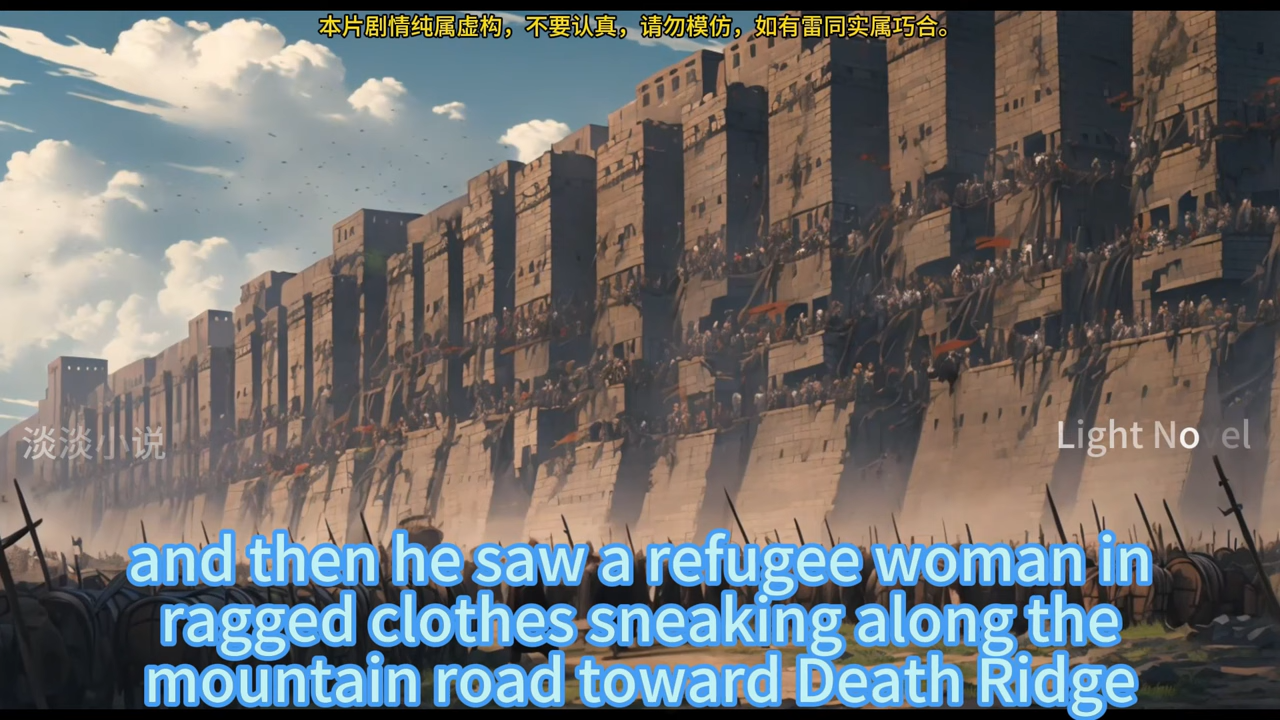 本片剧情纯属虚构，不要认真，请勿模仿，如有雷同实属巧合。
淡淡小说
Light Novel
and then he saw a refugee woman in
ragged clothes sneaking along the
mountain road toward Death Ridge